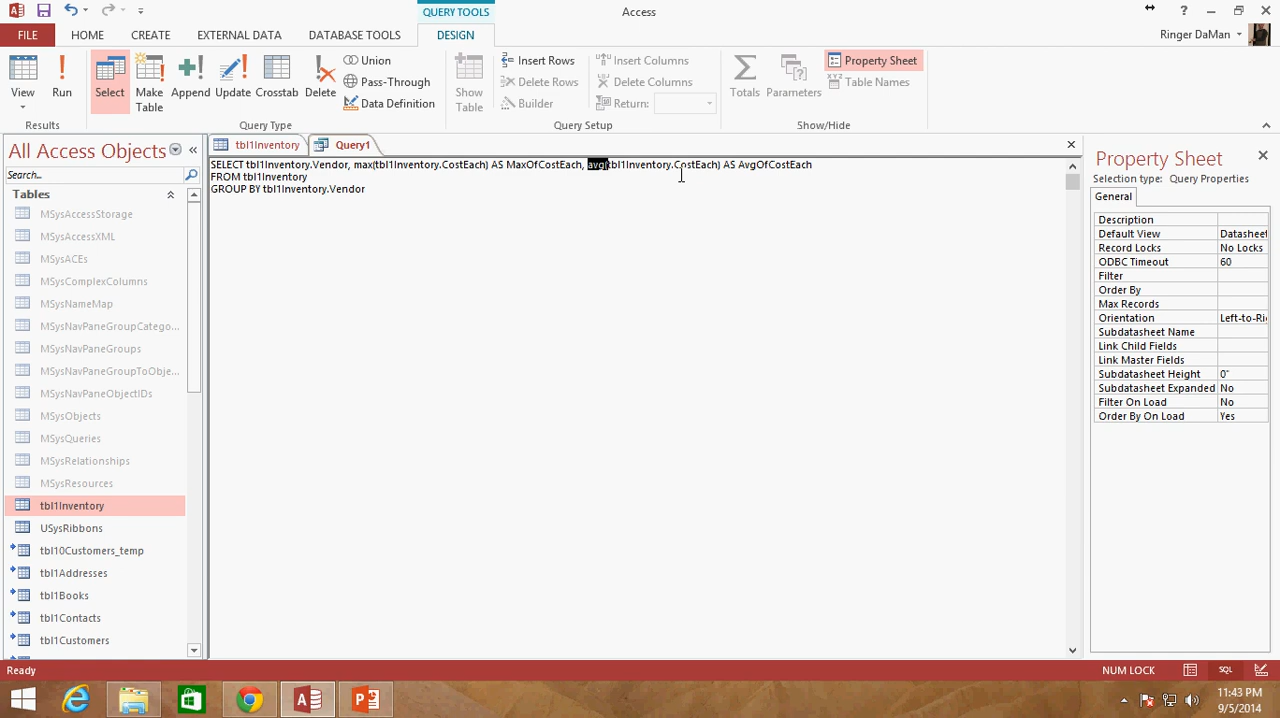 QUERY TOOLS
Access
?
FILE
HOME
CREATE
EXTERNAL DATA
DATABASE TOOLS
DESIGN
Ringer DaMan
View
Run
Select
Make Table
Append
Update
Crosstab
Delete
Union
Pass-Through
Data Definition
Show Table
Insert Rows
Delete Rows
Builder
Insert Columns
Delete Columns
Return:
Totals
Parameters
Property Sheet
Table Names
Results
Query Type
Query Setup
Show/Hide
All Access Objects
Search...
Tables
MSysAccessStorage
MSysAccessXML
MSysACEs
MSysComplexColumns
MSysNameMap
MSysNavPaneGroupCatego...
MSysNavPaneGroups
MSysNavPaneGroupToObje...
MSysNavPaneObjectIDs
MSysObjects
MSysQueries
MSysRelationships
MSysResources
tbl1Inventory
USysRibbons
tbl10Customers_temp
tbl1Addresses
tbl1Books
tbl1Contacts
tbl1Customers
tbl1Inventory
Query1
SELECT tbl1Inventory.Vendor, max(tbl1Inventory.CostEach) AS MaxOfCostEach, avg(tbl1Inventory.CostEach) AS AvgOfCostEach
FROM tbl1Inventory
GROUP BY tbl1Inventory.Vendor
Property Sheet
Selection type: Query Properties
General
Description
Default View Datasheet
Record Locks No Locks
ODBC Timeout 60
Filter
Order By
Max Records
Orientation Left-to-Ri
Subdatasheet Name
Link Child Fields
Link Master Fields
Subdatasheet Height 0"
Subdatasheet Expanded No
Filter On Load No
Order By On Load Yes
Ready
NUM LOCK
SQL
11:43 PM
9/5/2014